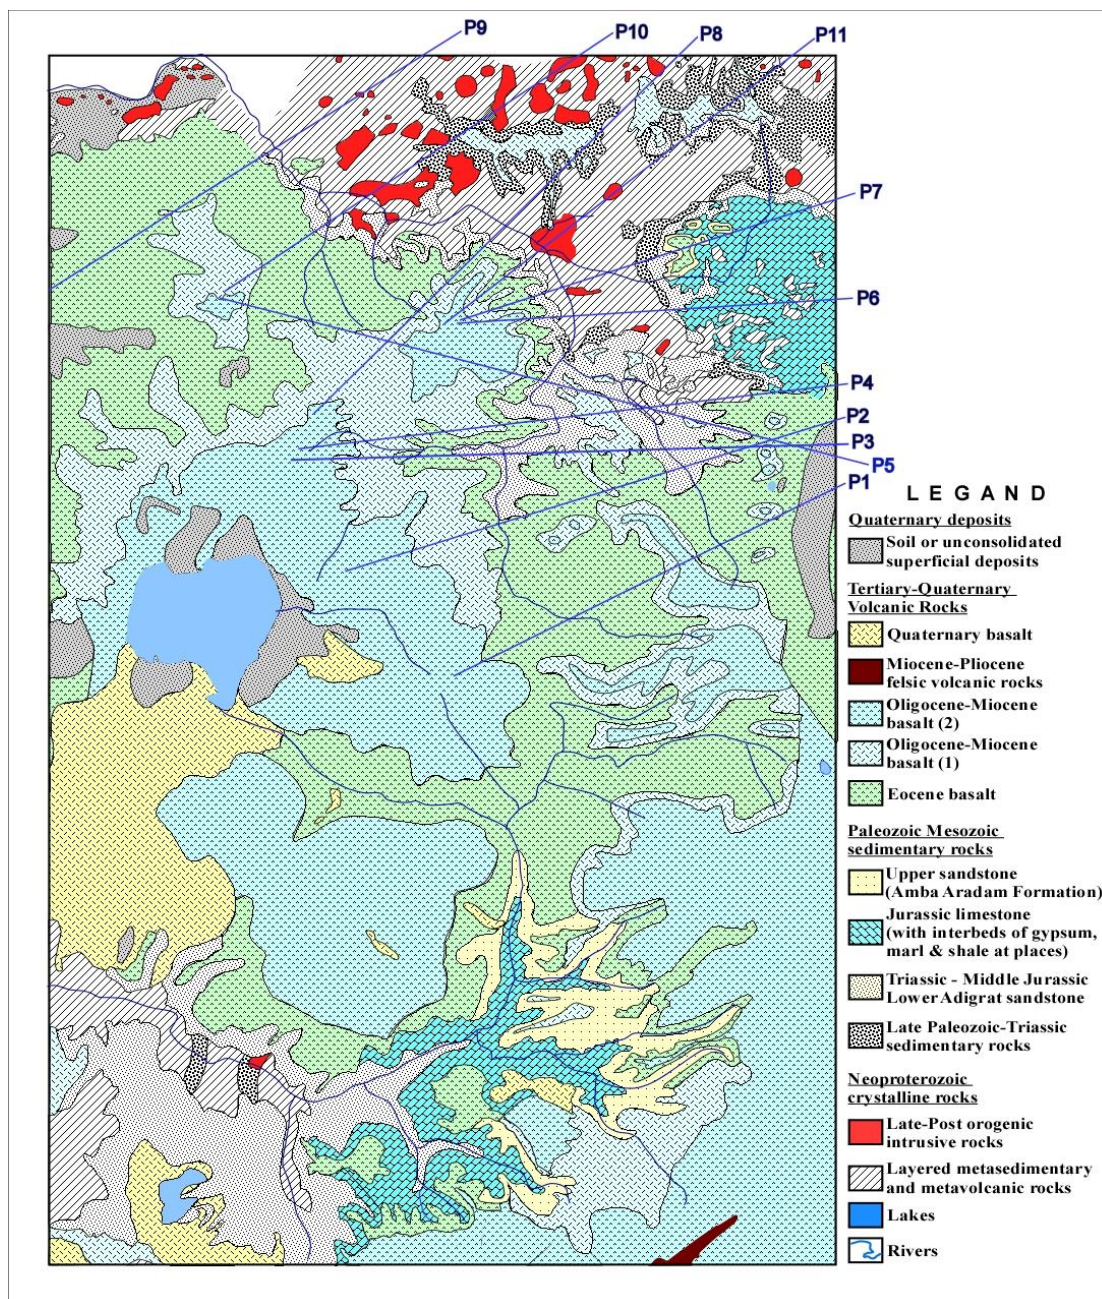 P9
P10
P8
P11
P7
P6
P4
P2
P3
P5
P1
L E G A N D
Quaternary deposits
Soil or unconsolidated
superficial deposits
Tertiary-Quaternary
Volcanic Rocks
Quaternary basalt
Miocene-Pliocene
felsic volcanic rocks
Oligocene-Miocene
basalt (2)
Oligocene-Miocene
basalt (1)
Eocene basalt
Paleozoic Mesozoic
sedimentary rocks
Upper sandstone
(Amba Aradam Formation)
Jurassic limestone
(with interbeds of gypsum,
marl & shale at places)
Triassic - Middle Jurassic
Lower Adigrat sandstone
Late Paleozoic-Triassic
sedimentary rocks
Neoproterozoic
crystalline rocks
Late-Post orogenic
intrusive rocks
Layered metasedimentary
and metavolcanic rocks
Lakes
Rivers